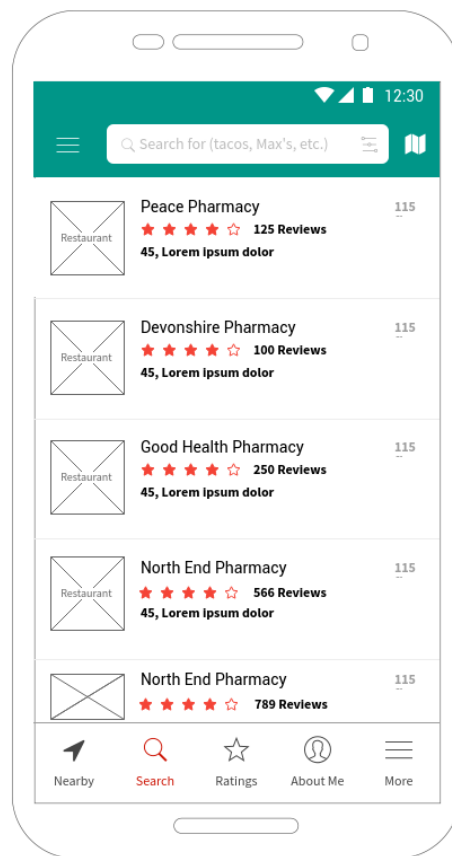 12:30
Search for (tacos, Max's, etc.)
Peace Pharmacy
115
Restaurant
125 Reviews
45, Lorem ipsum dolor
Devonshire Pharmacy
115
Restaurant
100 Reviews
45, Lorem ipsum dolor
Good Health Pharmacy
115
Restaurant
250 Reviews
45, Lorem ipsum dolor
North End Pharmacy
115
Restaurant
566 Reviews
45, Lorem ipsum dolor
North End Pharmacy
115
789 Reviews
Nearby Search Ratings About Me More